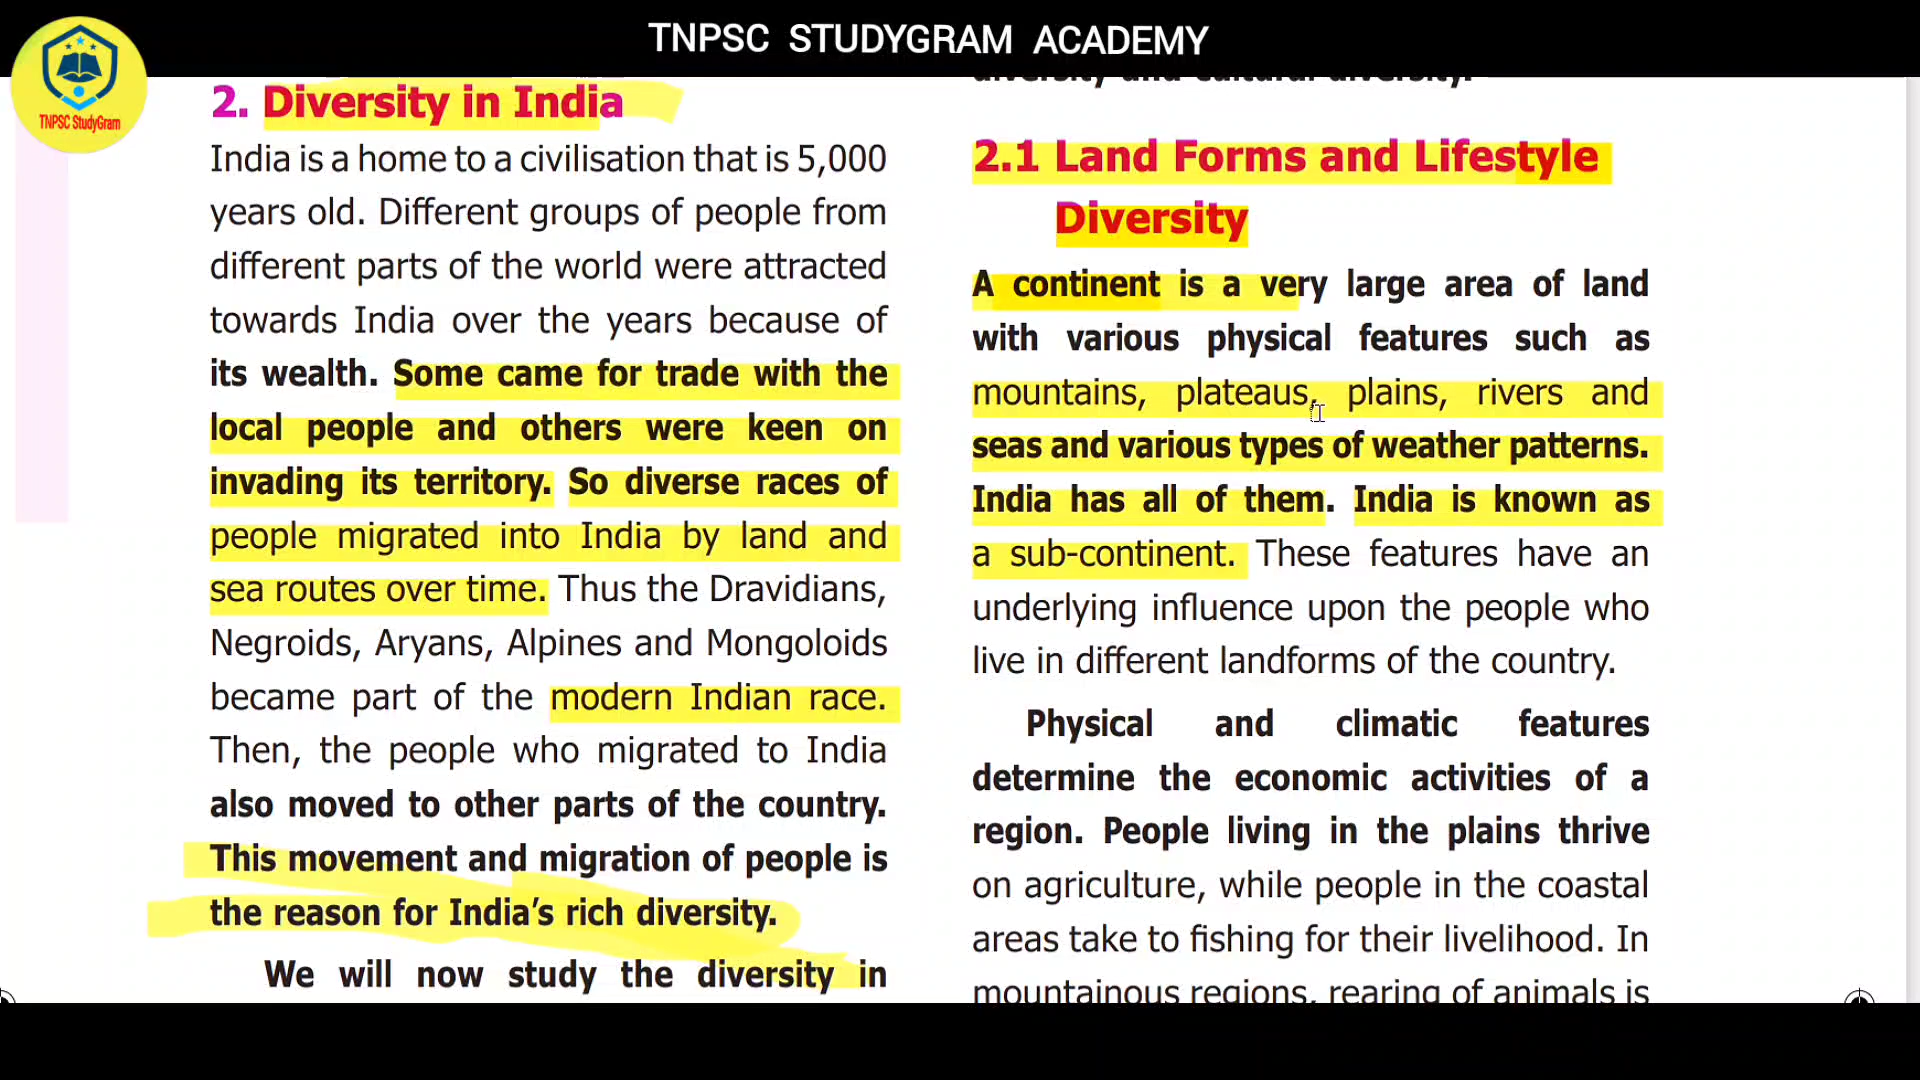 TNPSC STUDYGRAM ACADEMY
TNPSC StudyGram
2. Diversity in India
India is a home to a civilisation that is 5,000
years old. Different groups of people from
different parts of the world were attracted
towards India over the years because of
its wealth. Some came for trade with the
local people and others were keen on
invading its territory. So diverse races of
people migrated into India by land and
sea routes over time. Thus the Dravidians,
Negroids, Aryans, Alpines and Mongoloids
became part of the modern Indian race.
Then, the people who migrated to India
also moved to other parts of the country.
This movement and migration of people is
the reason for India’s rich diversity.
We will now study the diversity in
diversity and cultural diversity.
2.1 Land Forms and Lifestyle
Diversity
A continent is a very large area of land
with various physical features such as
mountains, plateaus, plains, rivers and
seas and various types of weather patterns.
India has all of them. India is known as
a sub-continent. These features have an
underlying influence upon the people who
live in different landforms of the country.
Physical and climatic features
determine the economic activities of a
region. People living in the plains thrive
on agriculture, while people in the coastal
areas take to fishing for their livelihood. In
mountainous regions, rearing of animals is